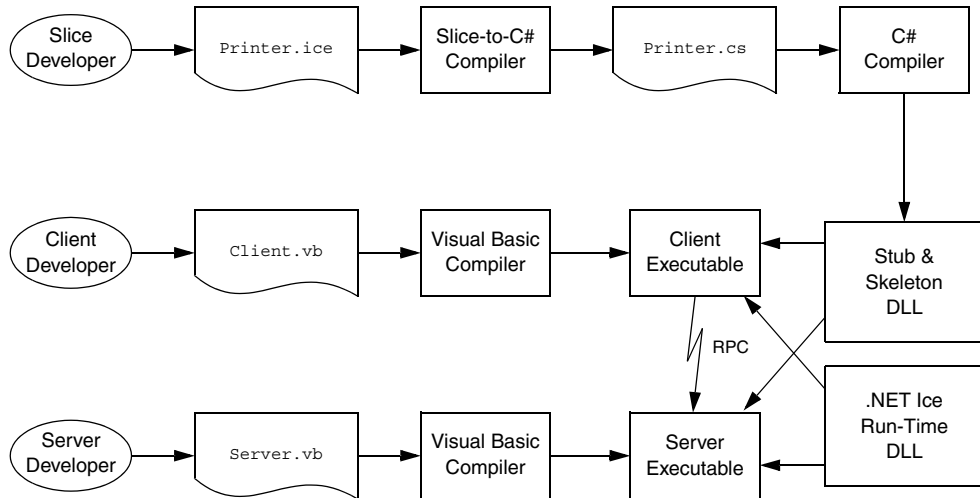 Slice
Developer
Printer.ice
Slice-to-C#
Compiler
Printer.cs
C#
Compiler
Client
Developer
Client.vb
Visual Basic
Compiler
Client
Executable
Stub &
Skeleton
DLL
RPC
Server
Developer
Server.vb
Visual Basic
Compiler
Server
Executable
.NET Ice
Run-Time
DLL